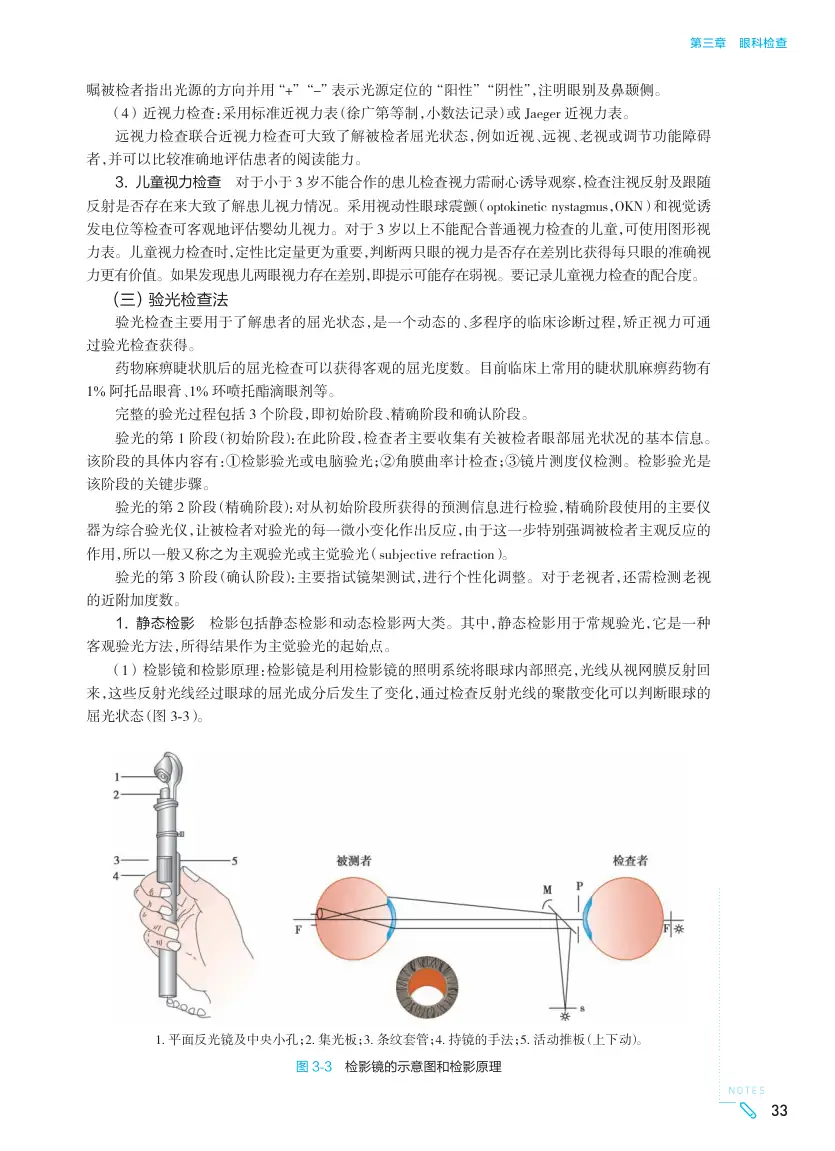 第三章 眼科检查
嘱被检者指出光源的方向并用“+”“–”表示光源定位的“阳性”“阴性”,注明眼别及鼻颞侧。
(4)近视力检查:采用标准近视力表(徐广第等制,小数法记录)或 Jaeger 近视力表。
远视力检查联合近视力检查可大致了解被检者屈光状态,例如近视、远视、老视或调节功能障碍
者,并可以比较准确地评估患者的阅读能力。
3. 儿童视力检查 对于小于 3 岁不能合作的患儿检查视力需耐心诱导观察,检查注视反射及跟随
反射是否存在来大致了解患儿视力情况。采用视动性眼球震颤(optokinetic nystagmus,OKN)和视觉诱
发电位等检查可客观地评估婴幼儿视力。对于 3 岁以上不能配合普通视力检查的儿童,可使用图形视
力表。儿童视力检查时,定性比定量更为重要,判断两只眼的视力是否存在差别比获得每只眼的准确视
力更有价值。如果发现患儿两眼视力存在差别,即提示可能存在弱视。要记录儿童视力检查的配合度。
(三)验光检查法
验光检查主要用于了解患者的屈光状态,是一个动态的、多程序的临床诊断过程,矫正视力可通
过验光检查获得。
药物麻痹睫状肌后的屈光检查可以获得客观的屈光度数。目前临床上常用的睫状肌麻痹药物有
1% 阿托品眼膏、1% 环喷托酯滴眼剂等。
完整的验光过程包括 3 个阶段,即初始阶段、精确阶段和确认阶段。
验光的第 1 阶段(初始阶段):在此阶段,检查者主要收集有关被检者眼部屈光状况的基本信息。
该阶段的具体内容有:①检影验光或电脑验光;②角膜曲率计检查;③镜片测度仪检测。检影验光是
该阶段的关键步骤。
验光的第 2 阶段(精确阶段):对从初始阶段所获得的预测信息进行检验,精确阶段使用的主要仪
器为综合验光仪,让被检者对验光的每一微小变化作出反应,由于这一步特别强调被检者主观反应的
作用,所以一般又称之为主观验光或主觉验光(subjective refraction)。
验光的第 3 阶段(确认阶段):主要指试镜架测试,进行个性化调整。对于老视者,还需检测老视
的近附加度数。
1. 静态检影 检影包括静态检影和动态检影两大类。其中,静态检影用于常规验光,它是一种
客观验光方法,所得结果作为主觉验光的起始点。
(1)检影镜和检影原理:检影镜是利用检影镜的照明系统将眼球内部照亮,光线从视网膜反射回
来,这些反射光线经过眼球的屈光成分后发生了变化,通过检查反射光线的聚散变化可以判断眼球的
屈光状态(图 3-3)。
1
2
3
4
5
被测者
检查者
M
P
F
F
s
1. 平面反光镜及中央小孔;2. 集光板;3. 条纹套管;4. 持镜的手法;5. 活动推板(上下动)。
图 3-3 检影镜的示意图和检影原理
NOTES
33